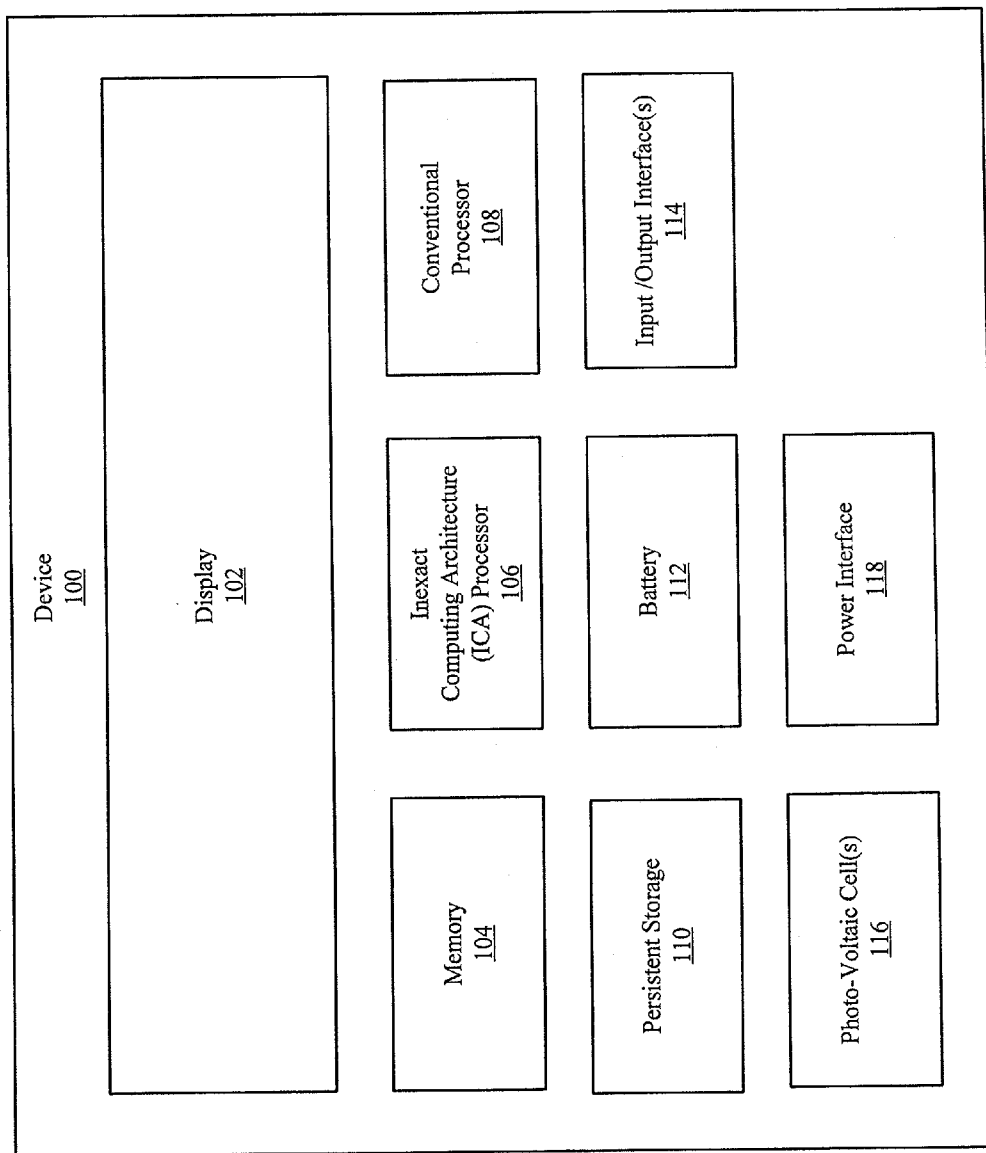 Device
100
Display
102
Memory
104
Inexact
Computing Architecture
(ICA) Processor
106
Conventional
Processor
108
Persistent Storage
110
Battery
112
Input /Output Interface(s)
114
Photo-Voltaic Cell(s)
116
Power Interface
118